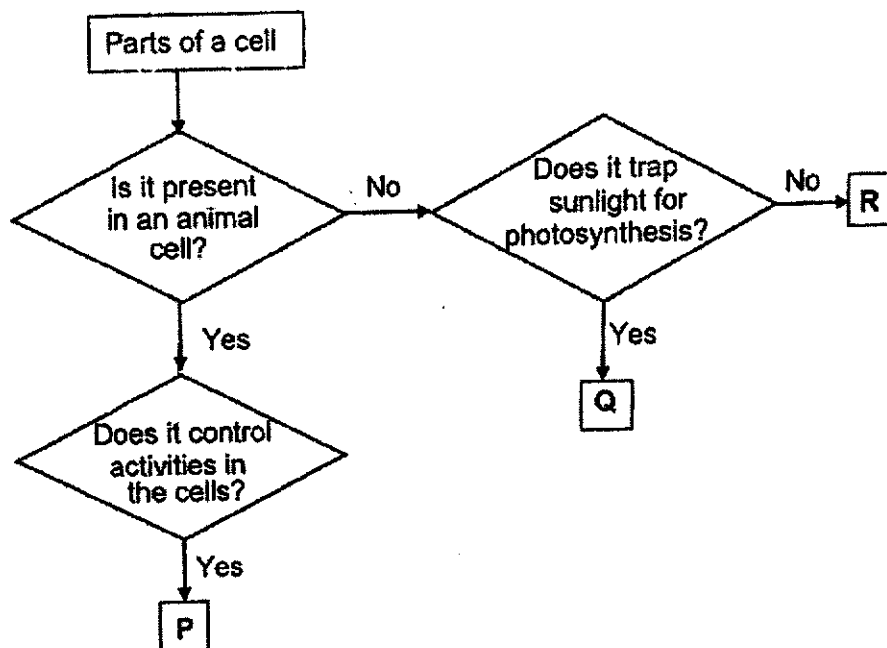 Parts of a cell
Is it present
in an animal
cell?
No
Does it trap
sunlight for
photosynthesis?
No
R
Yes
Yes
Q
Does it control
activities in
the cells?
Yes
P